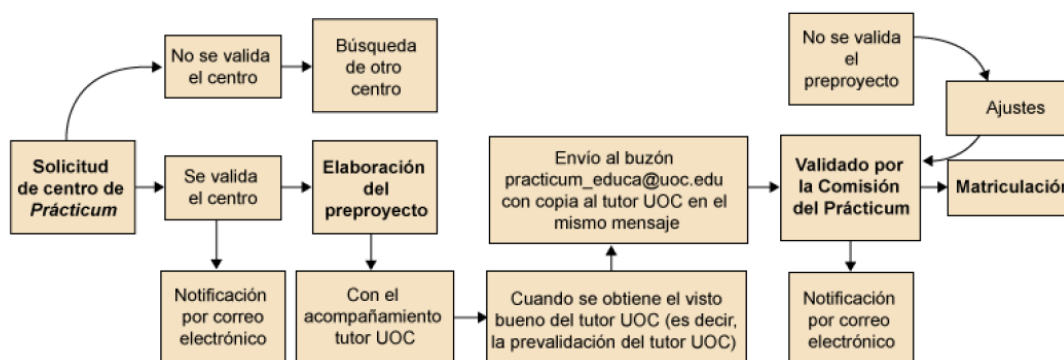 No se valida
el centro
Búsqueda
de otro
centro
No se valida
el
preproyecto
Ajustes
Solicitud
de centro de
Prácticum
Se valida
el centro
Elaboración
del
preproyecto
Envío al buzón
practicum_educa@uoc.edu
con copia al tutor UOC en el
mismo mensaje
Validado por
la Comisión
del Prácticum
Matriculación
Notificación
por correo
electrónico
Con el
acompañamiento
tutor UOC
Cuando se obtiene el visto
bueno del tutor UOC (es decir,
la prevalidación del tutor UOC)
Notificación
por correo
electrónico